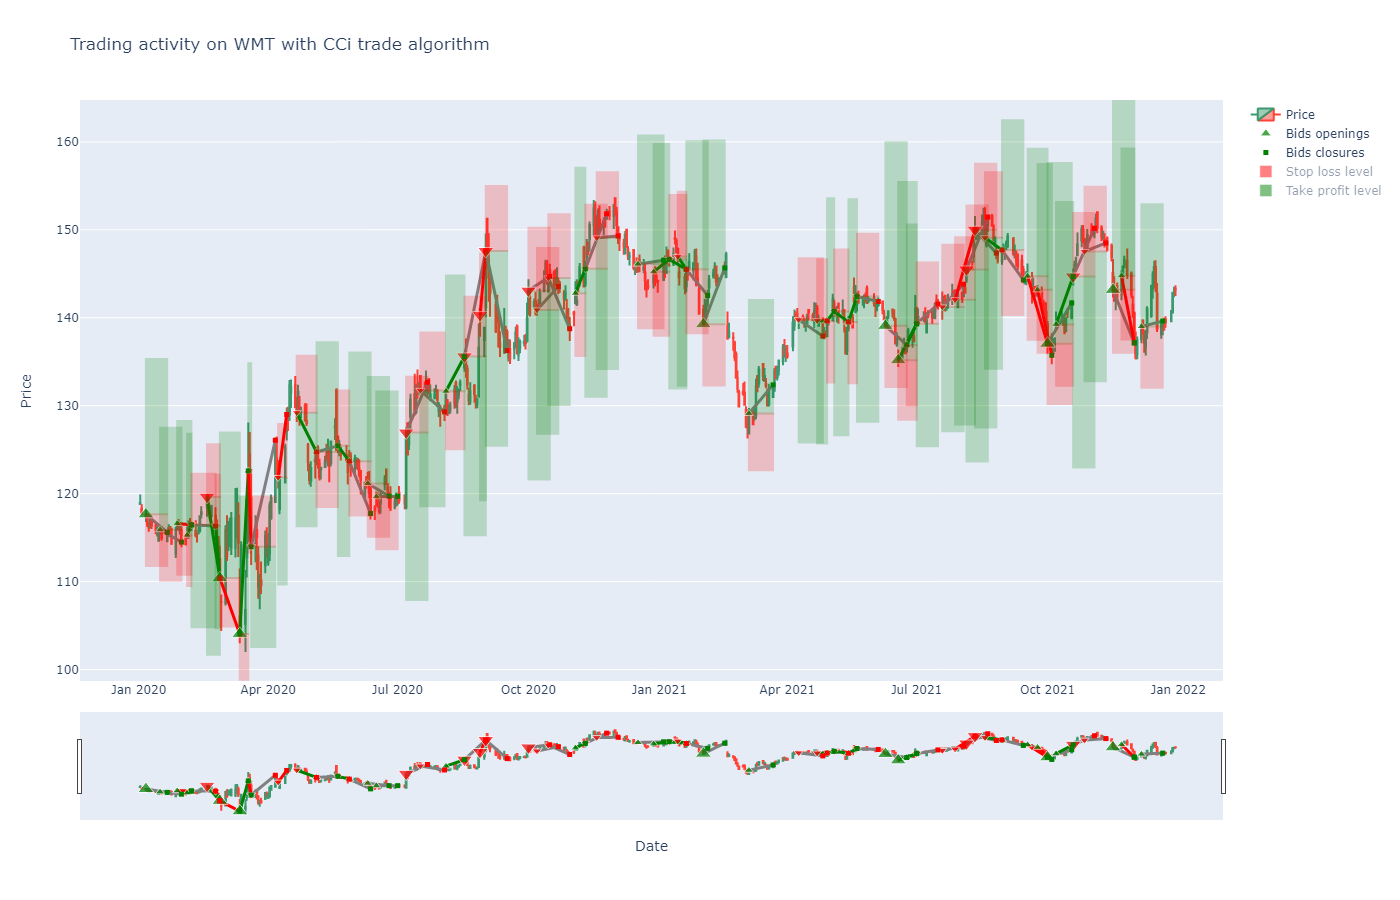 Trading activity on WMT with CCi trade algorithm
Price
Bids openings
Bids closures
Stop loss level
Take profit level
160
150
140
130
120
110
100
Price
Jan 2020
Apr 2020
Jul 2020
Oct 2020
Jan 2021
Apr 2021
Jul 2021
Oct 2021
Jan 2022
Date